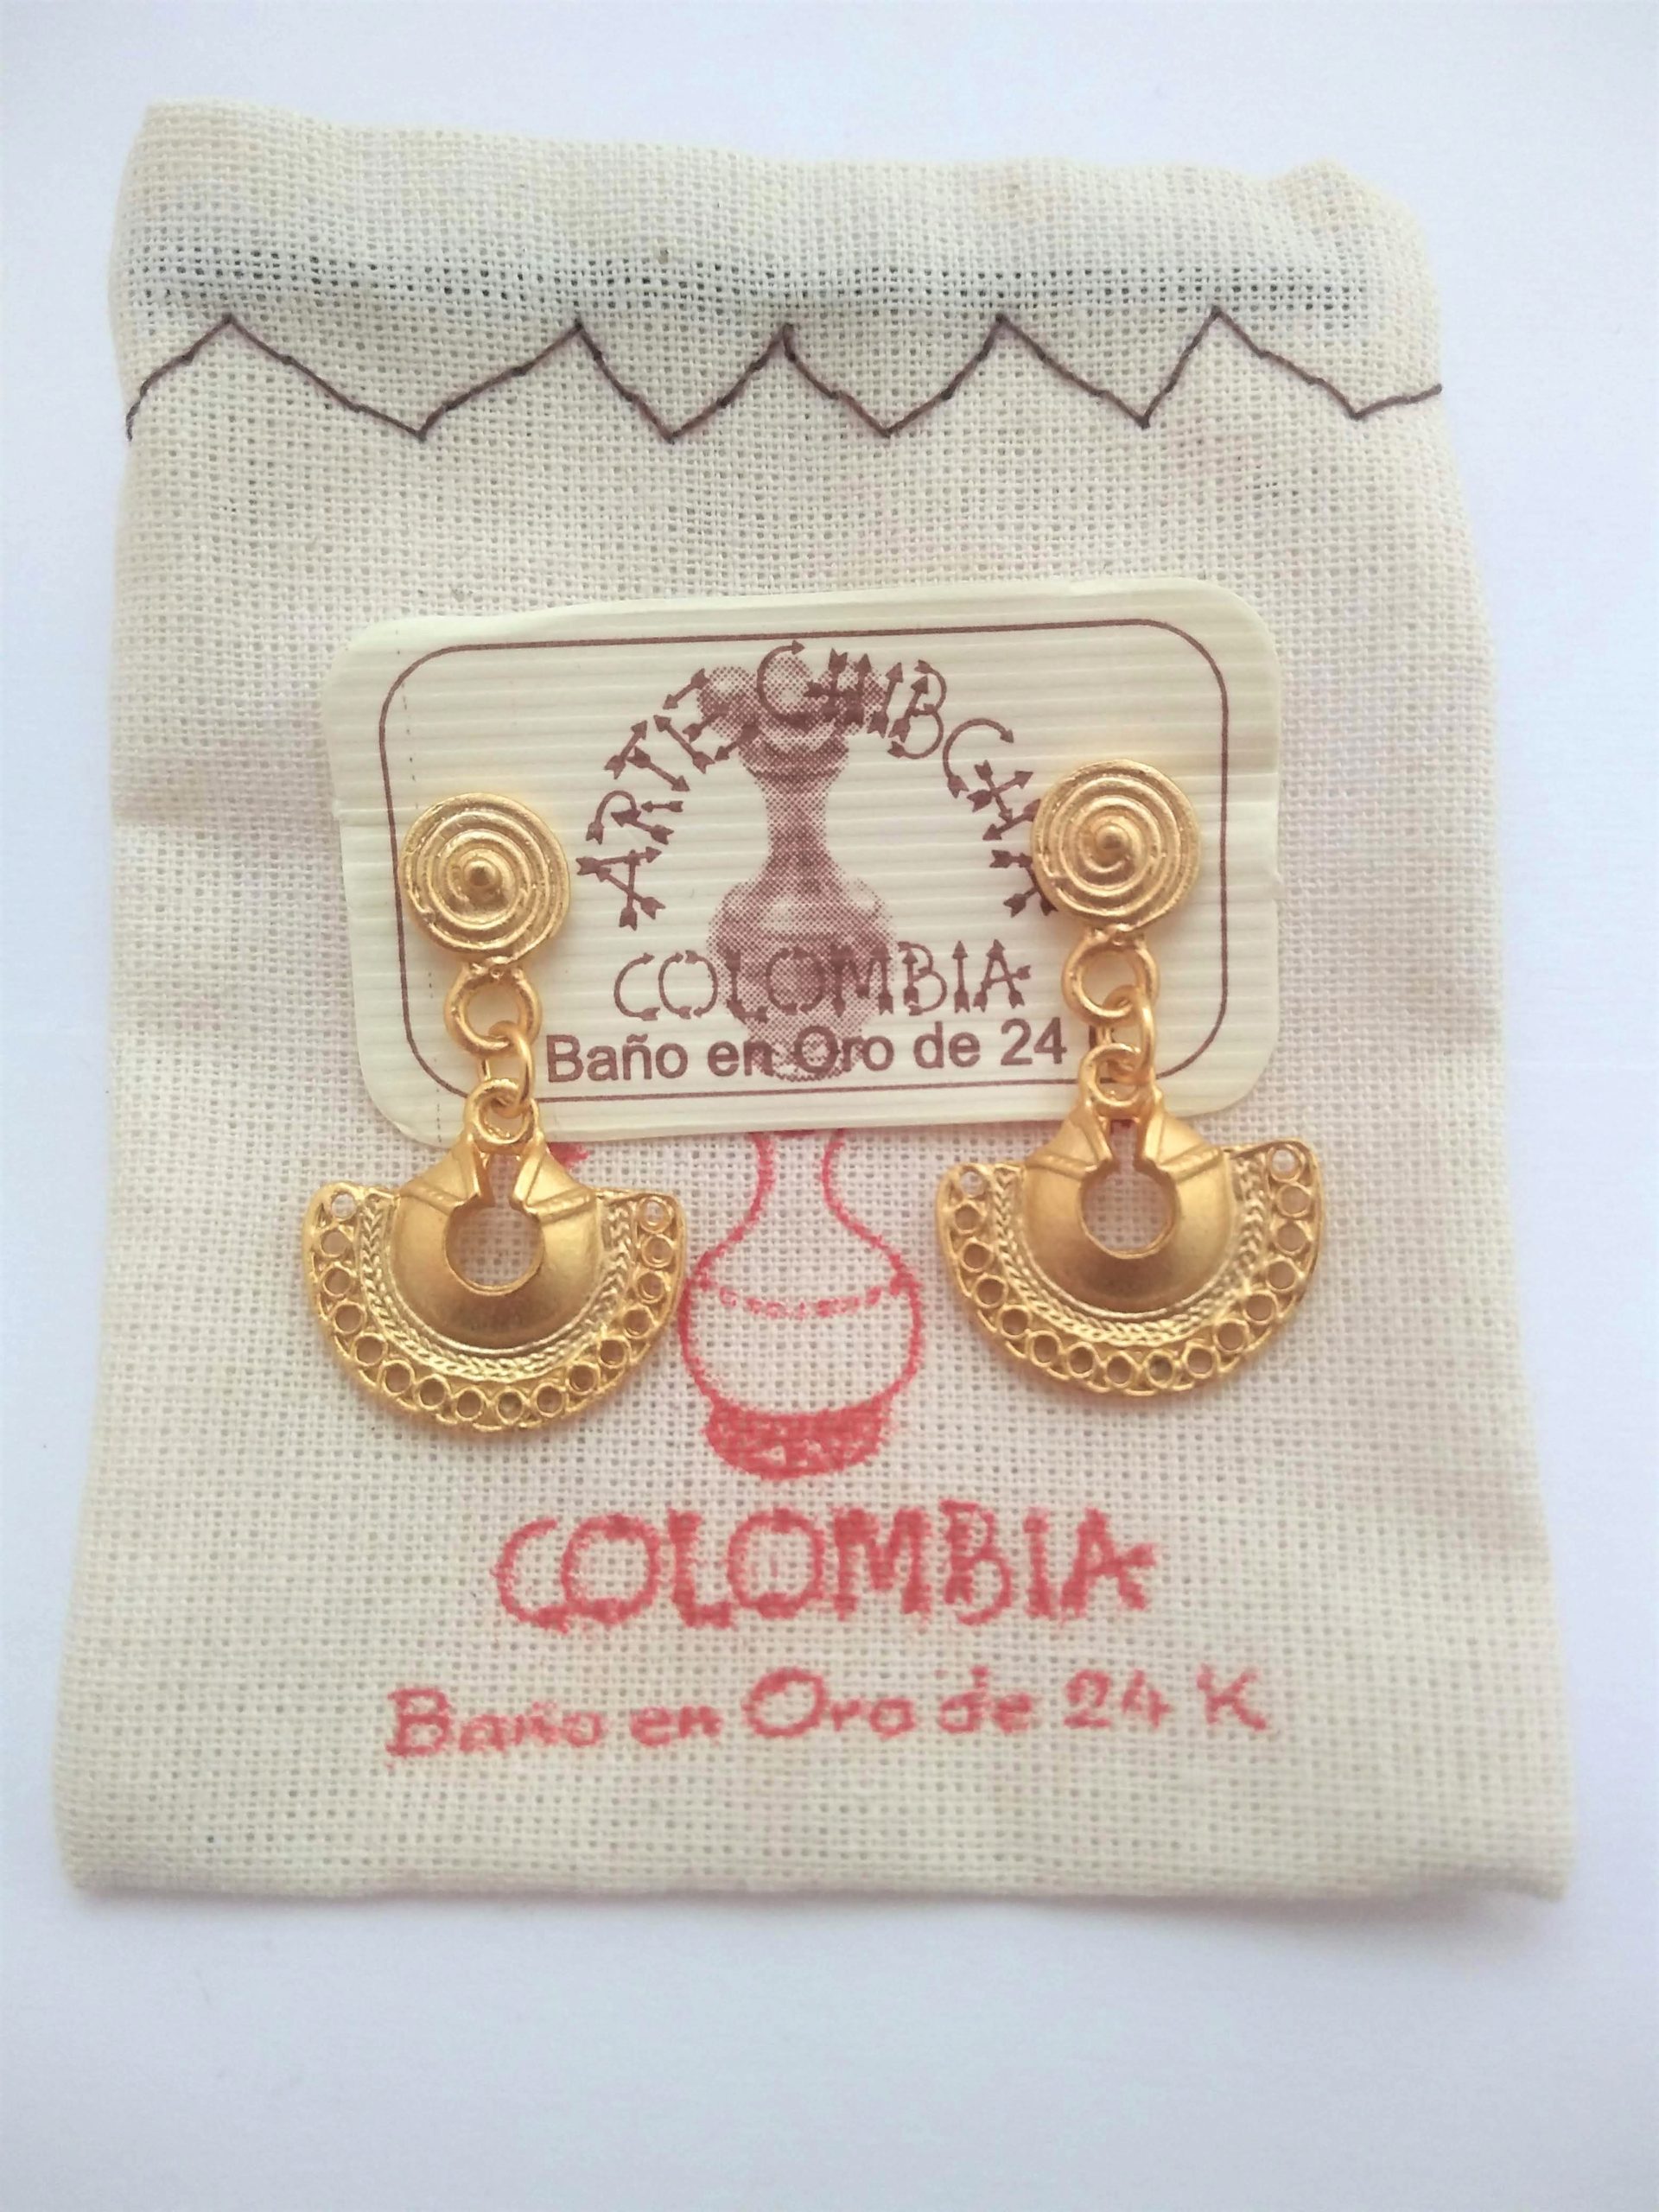 ARTE CHIBCHA
COLOMBIA
Baño en Oro de 24
COLOMBIA
Baño en Oro de 24 K